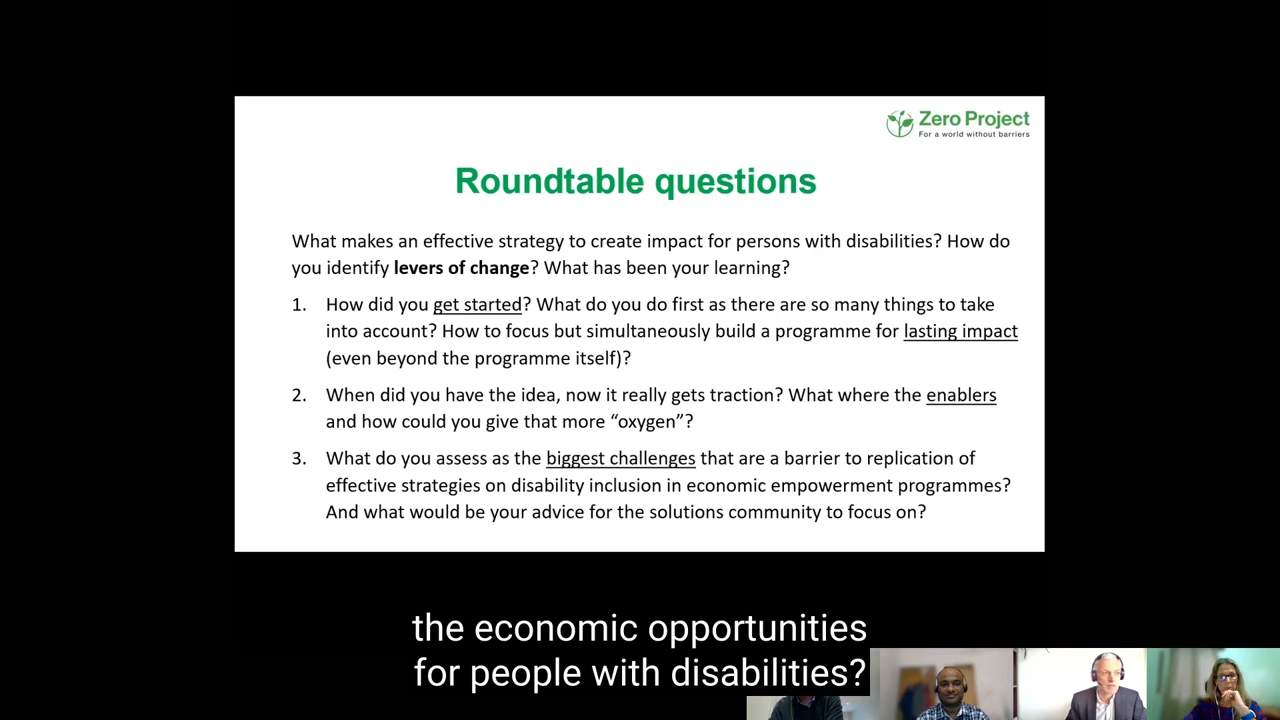 Zero Project
For a world without barriers
Roundtable questions
What makes an effective strategy to create impact for persons with disabilities? How do
you identify levers of change? What has been your learning?
1. How did you get started? What do you do first as there are so many things to take
into account? How to focus but simultaneously build a programme for lasting impact
(even beyond the programme itself)?
2. When did you have the idea, now it really gets traction? What where the enablers
and how could you give that more “oxygen”?
3. What do you assess as the biggest challenges that are a barrier to replication of
effective strategies on disability inclusion in economic empowerment programmes?
And what would be your advice for the solutions community to focus on?
the economic opportunities
for people with disabilities?